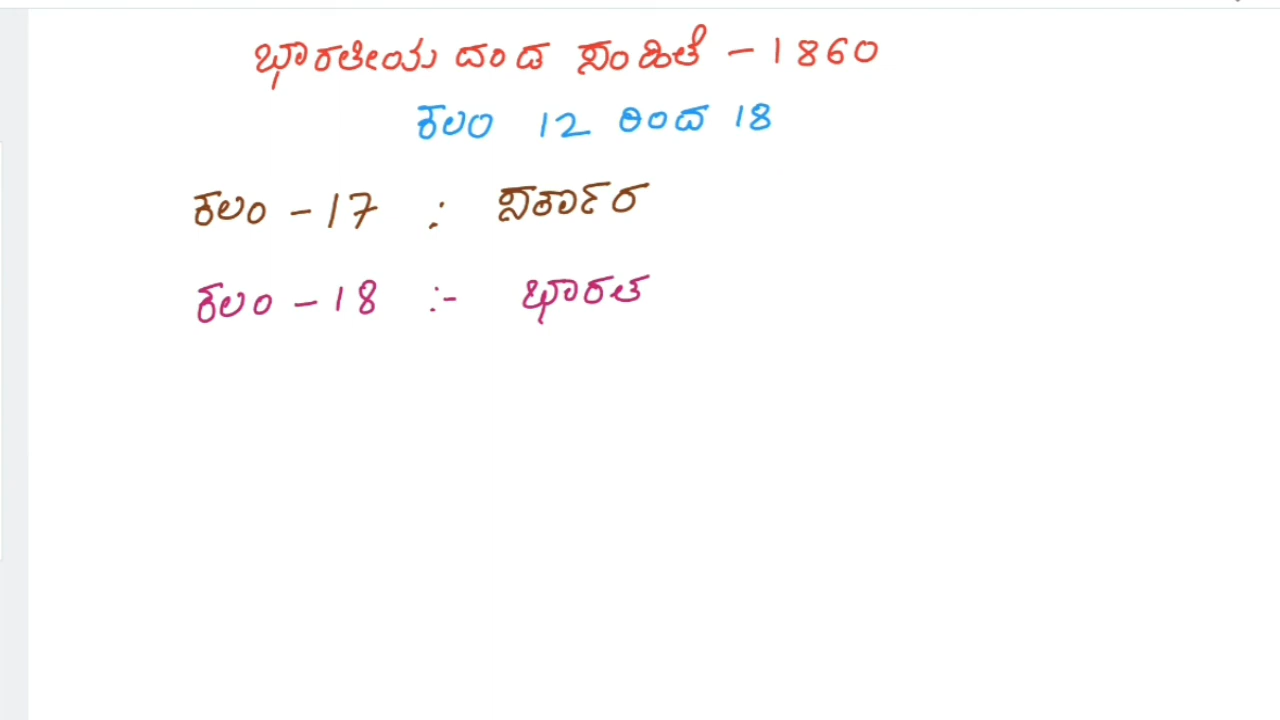 ಭಾರತೀಯ ದಂಡ ಸಂಹಿತೆ - 1860
ಕಲಂ 12 ರಿಂದ 18
ಕಲಂ - 17 : ಸರ್ಕಾರ
ಕಲಂ - 18 :- ಭಾರತ